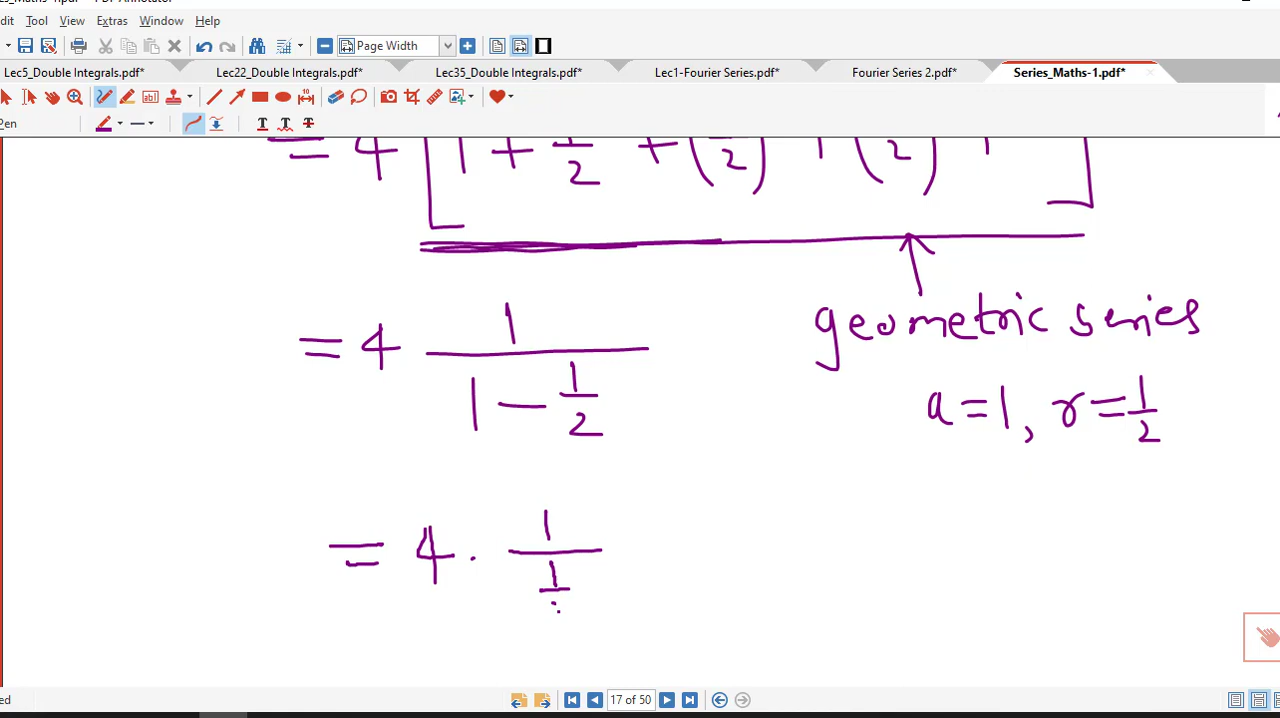 Edit Tool View Extras Window Help
Page Width
Lec5_Double Integrals.pdf* Lec22_Double Integrals.pdf* Lec35_Double Integrals.pdf* Lec1-Fourier Series.pdf* Fourier Series 2.pdf* Series_Maths-1.pdf*
Pen
= 4 [ 1 + 1/2 + (1/2) + (1/2) + ]
geometric series
= 4 1/(1 - 1/2)
a = 1, r = 1/2
= 4 · 1/(1/
17 of 50